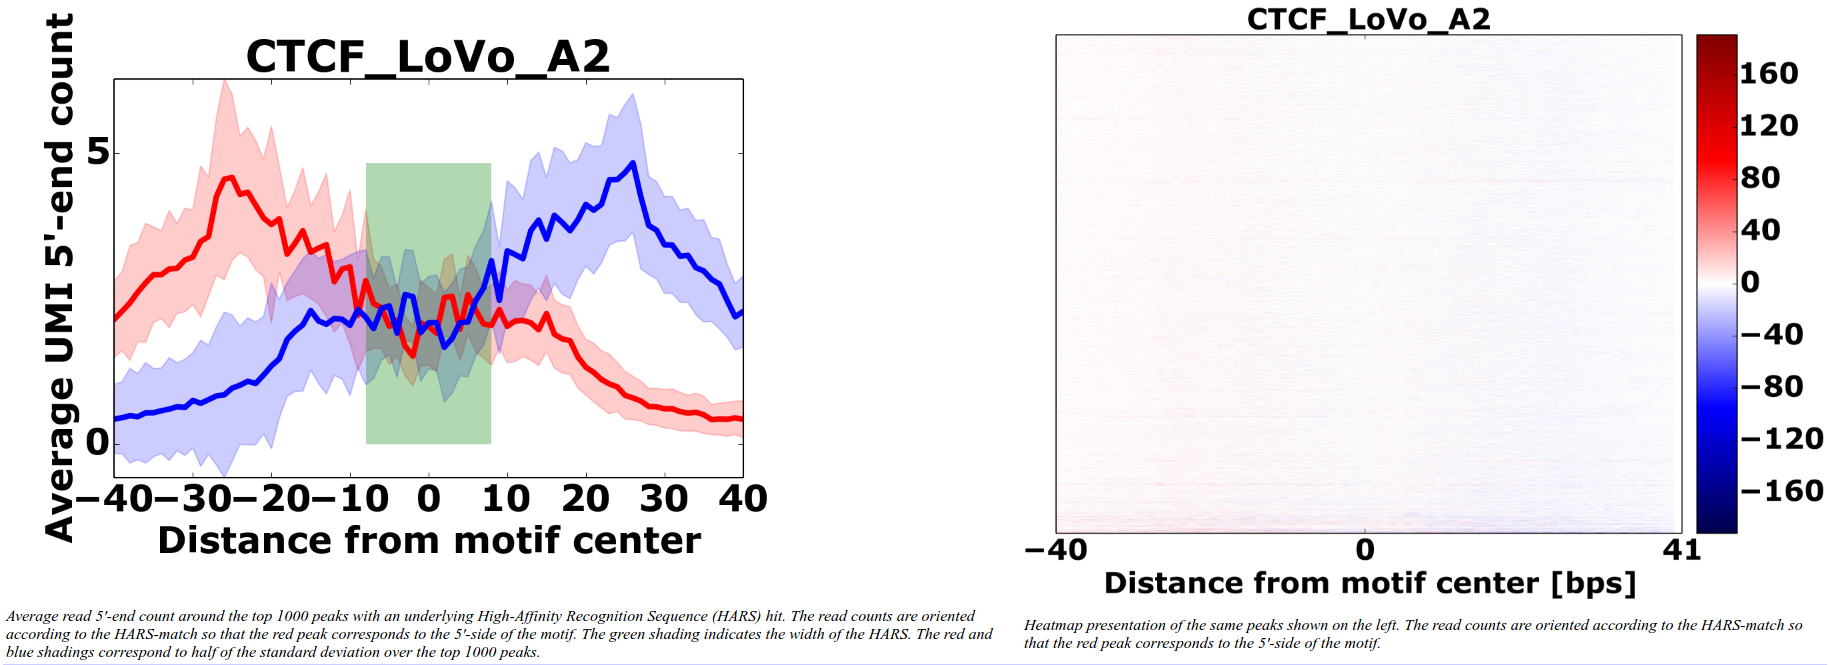 CTCF_LoVo_A2
Average UMI 5'-end count
5
0
−40 −30 −20 −10 0 10 20 30 40
Distance from motif center
Average read 5'-end count around the top 1000 peaks with an underlying High-Affinity Recognition Sequence (HARS) hit. The read counts are oriented
according to the HARS-match so that the red peak corresponds to the 5'-side of the motif. The green shading indicates the width of the HARS. The red and
blue shadings correspond to half of the standard deviation over the top 1000 peaks.
CTCF_LoVo_A2
160
120
80
40
0
−40
−80
−120
−160
−40 0 41
Distance from motif center [bps]
Heatmap presentation of the same peaks shown on the left. The read counts are oriented according to the HARS-match so
that the red peak corresponds to the 5'-side of the motif.